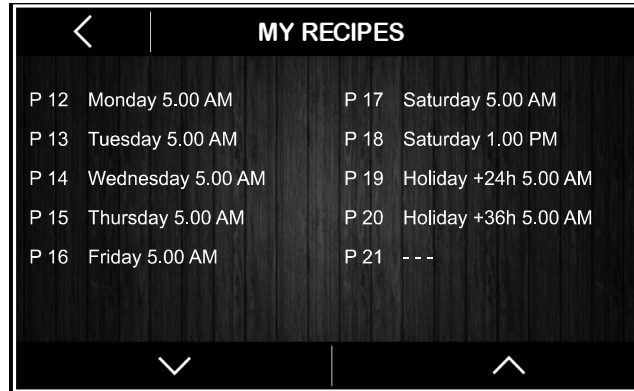 MY RECIPES
P 12 Monday 5.00 AM
P 13 Tuesday 5.00 AM
P 14 Wednesday 5.00 AM
P 15 Thursday 5.00 AM
P 16 Friday 5.00 AM
P 17 Saturday 5.00 AM
P 18 Saturday 1.00 PM
P 19 Holiday +24h 5.00 AM
P 20 Holiday +36h 5.00 AM
P 21 - - -